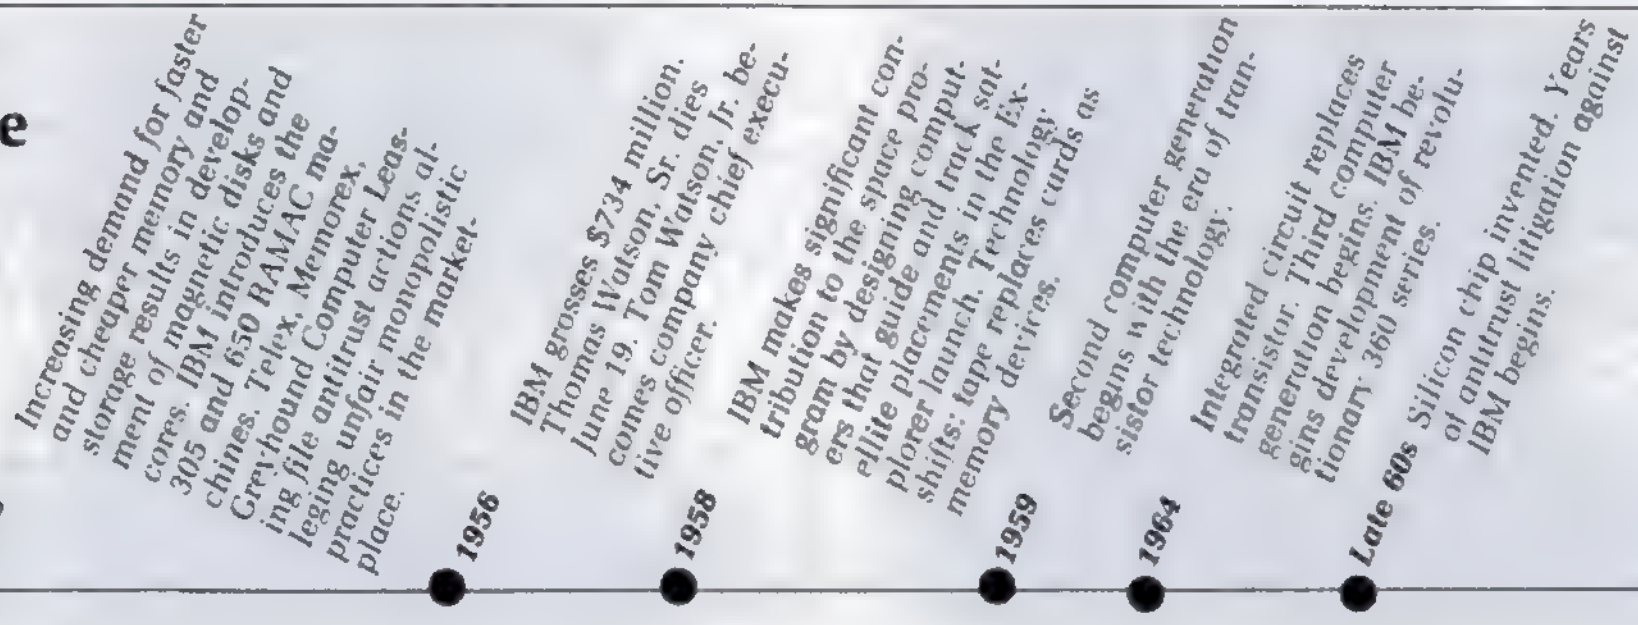 e
Increasing demand for faster
and cheaper memory and
storage results in develop-
ment of magnetic disks and
cores. IBM introduces the
305 and 650 RAMAC ma-
chines. Telex, Memorex,
Greyhound Computer Leas-
ing file antitrust actions al-
leging unfair monopolistic
practices in the market-
place.
1956
IBM grosses $734 million.
Thomas Watson, Sr. dies
June 19. Tom Watson, Jr. be-
comes company chief execu-
tive officer.
1958
IBM makes significant con-
tribution to the space pro-
gram by designing comput-
ers that guide and track sat-
ellite placements in the Ex-
plorer launch. Technology
shifts: tape replaces cards as
memory devices.
1959
Second computer generation
begins with the era of tran-
sistor technology.
1964
Integrated circuit replaces
transistor. Third computer
generation begins. IBM be-
gins development of revolu-
tionary 360 series.
Late 60s Silicon chip invented. Years
of antitrust litigation against
IBM begins.